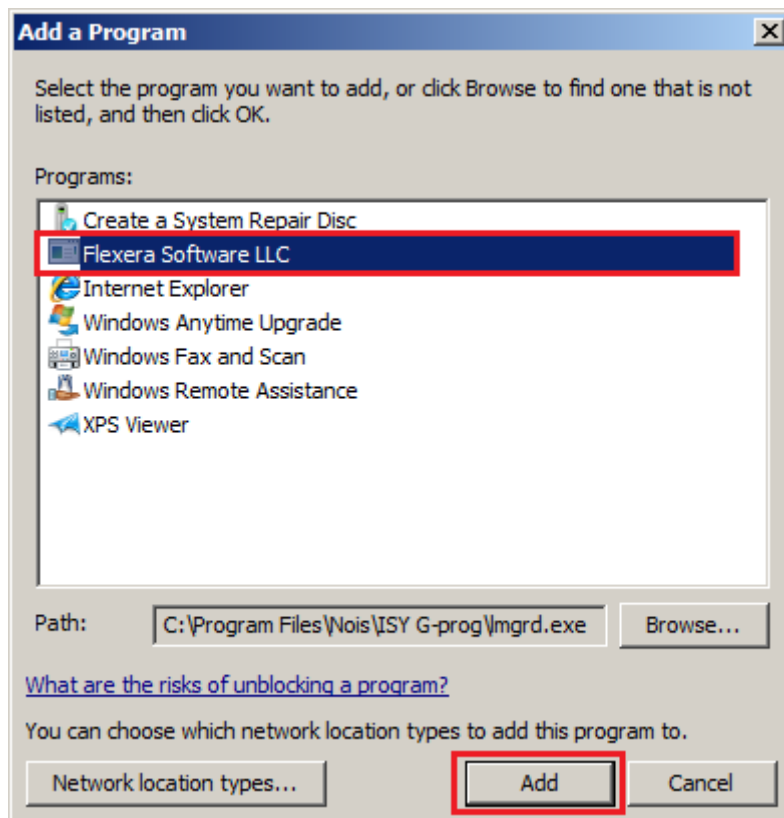 Add a Program
Select the program you want to add, or click Browse to find one that is not
listed, and then click OK.
Programs:
Create a System Repair Disc
Flexera Software LLC
Internet Explorer
Windows Anytime Upgrade
Windows Fax and Scan
Windows Remote Assistance
XPS Viewer
Path: C:\Program Files\Nois\ISY G-prog\lmgrd.exe Browse...
What are the risks of unblocking a program?
You can choose which network location types to add this program to.
Network location types... Add Cancel